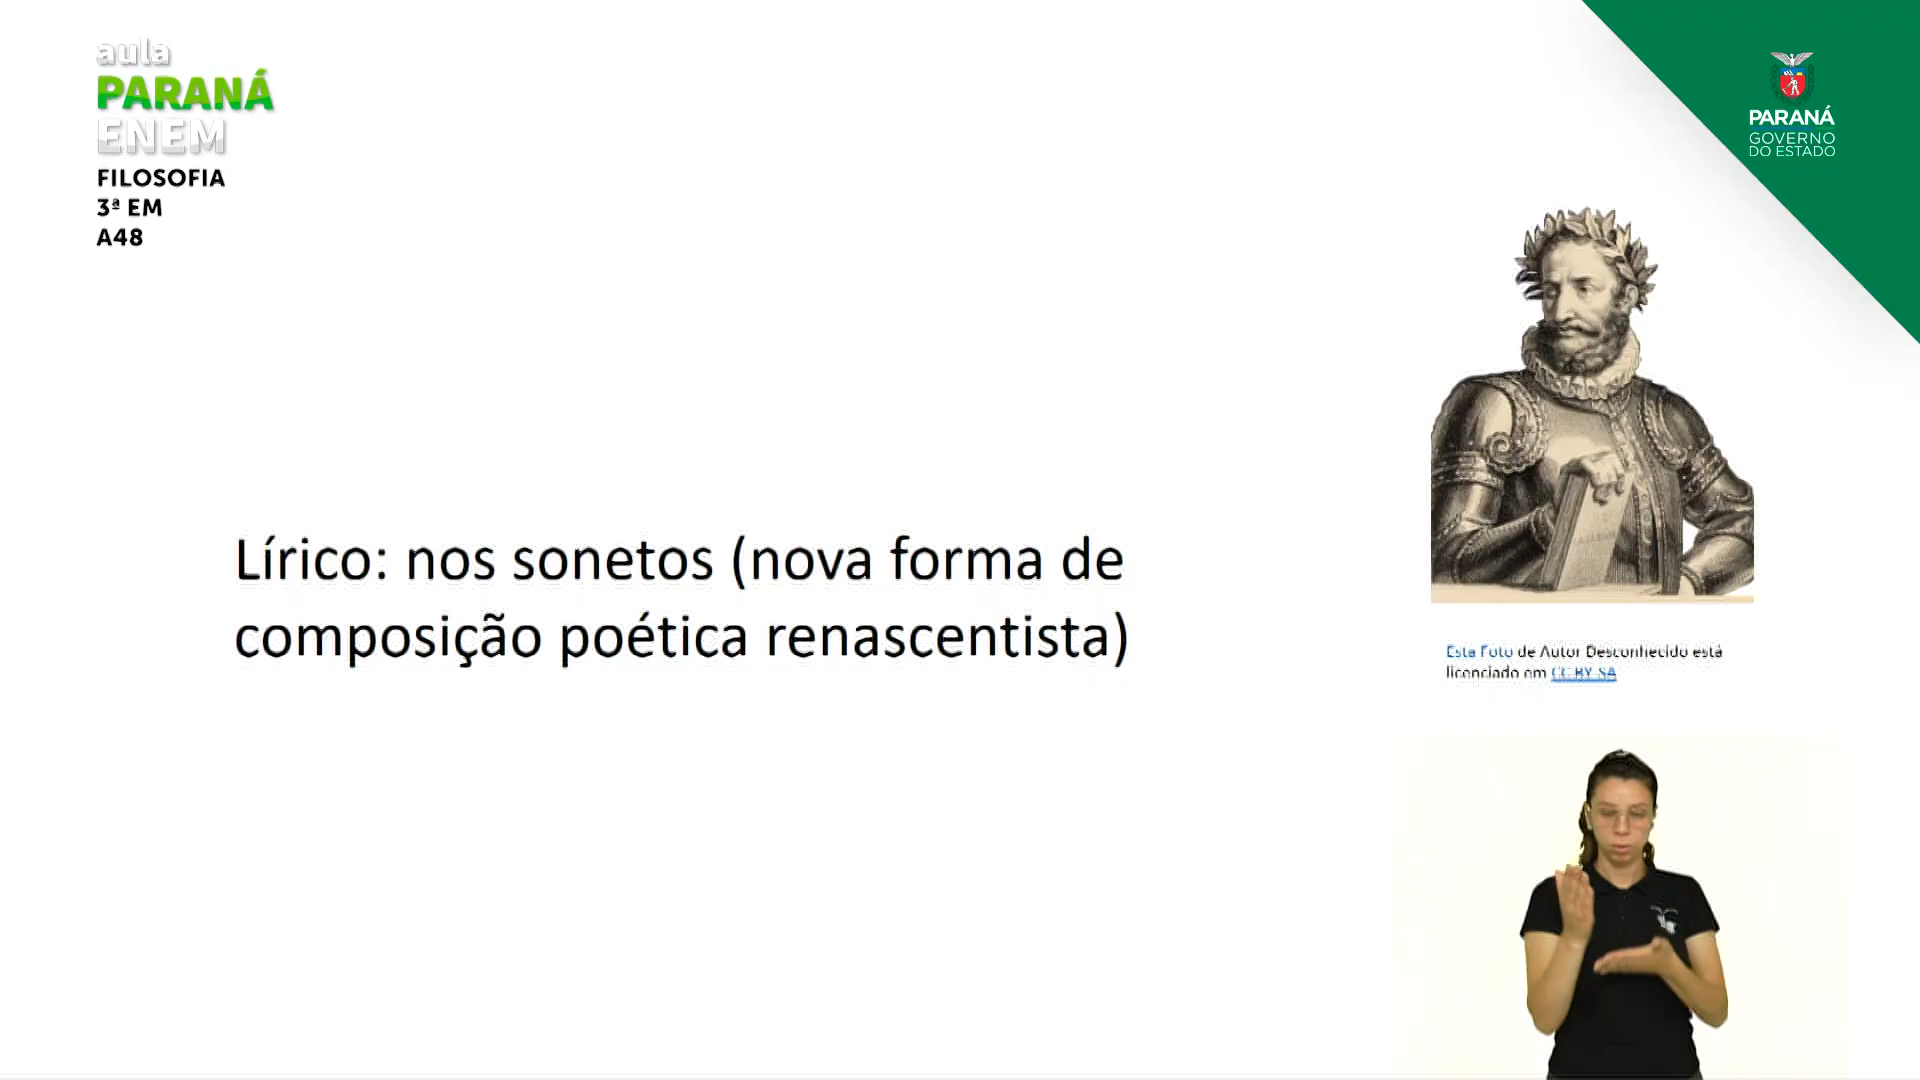 aula
PARANÁ
ENEM
FILOSOFIA
3ª EM
A48
PARANÁ
GOVERNO
DO ESTADO
Lírico: nos sonetos (nova forma de
composição poética renascentista)
Esta Foto de Autor Desconhecido está
licenciado em CC BY-SA